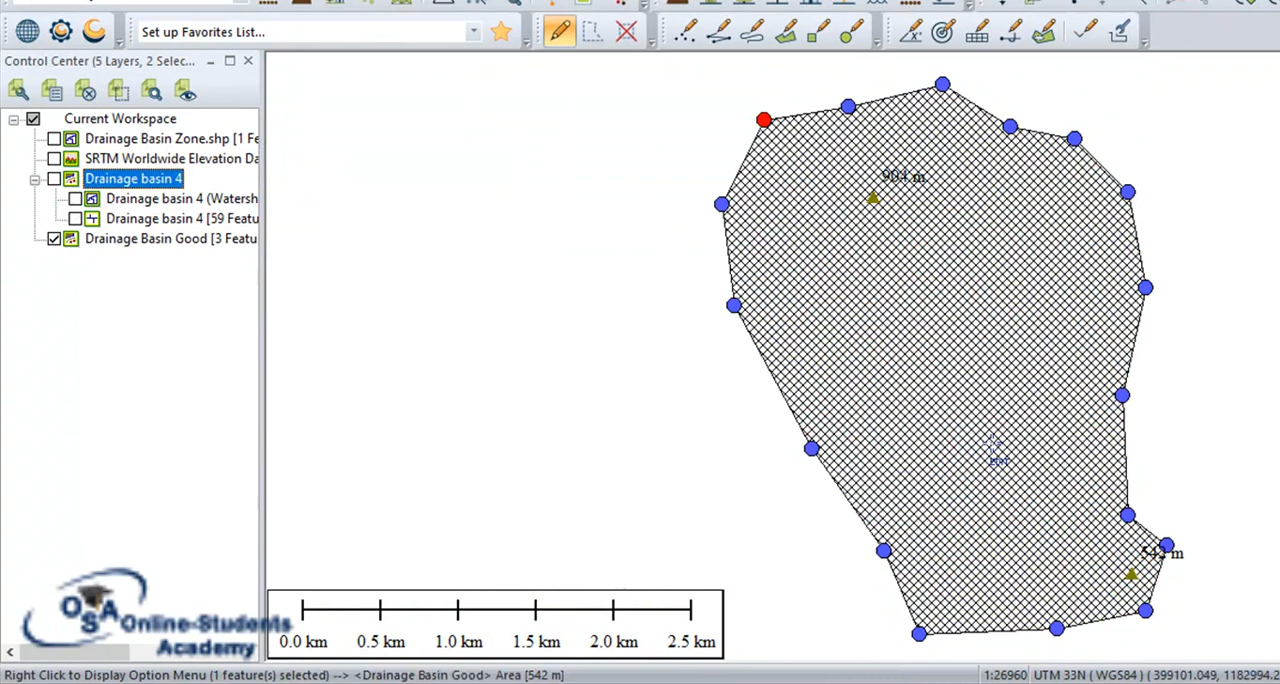 Set up Favorites List...
Control Center (5 Layers, 2 Selec...
Current Workspace
Drainage Basin Zone.shp [1 Fe
SRTM Worldwide Elevation Da
Drainage basin 4
Drainage basin 4 (Watersh
Drainage basin 4 [59 Featu
Drainage Basin Good [3 Featu
904 m
542 m
0.0 km 0.5 km 1.0 km 1.5 km 2.0 km 2.5 km
OSA Online-Students
Academy
Right Click to Display Option Menu (1 feature(s) selected) --> <Drainage Basin Good> Area [542 m]
1:26960 UTM 33N ( WGS84 ) ( 399101.049, 1182994.2